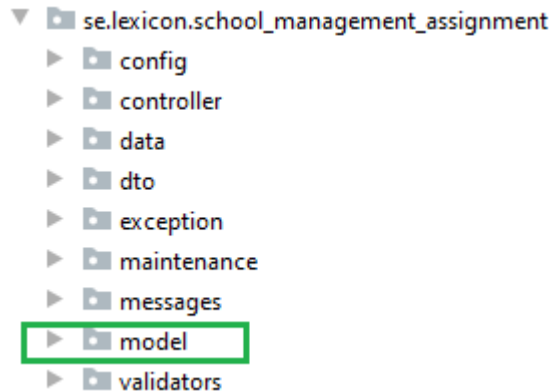 se.lexicon.school_management_assignment
config
controller
data
dto
exception
maintenance
messages
model
validators